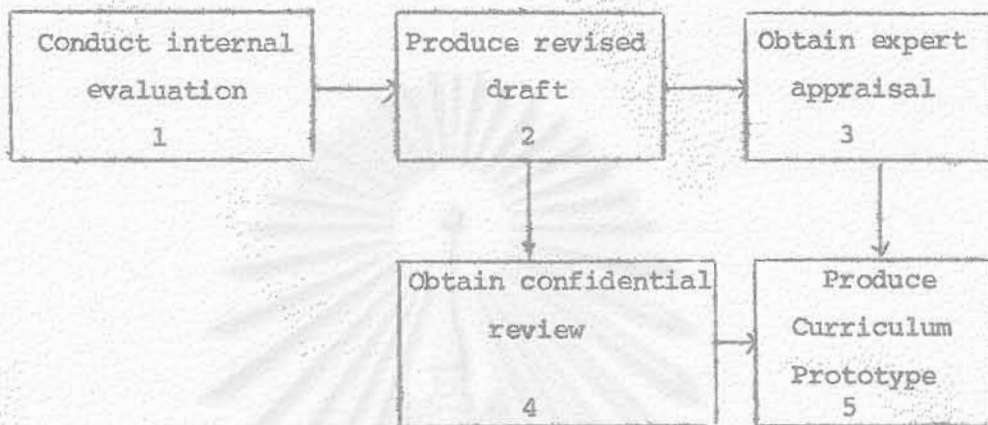 Conduct internal
evaluation
1
Produce revised
draft
2
Obtain expert
appraisal
3
Obtain confidential
review
4
Produce
Curriculum
Prototype
5